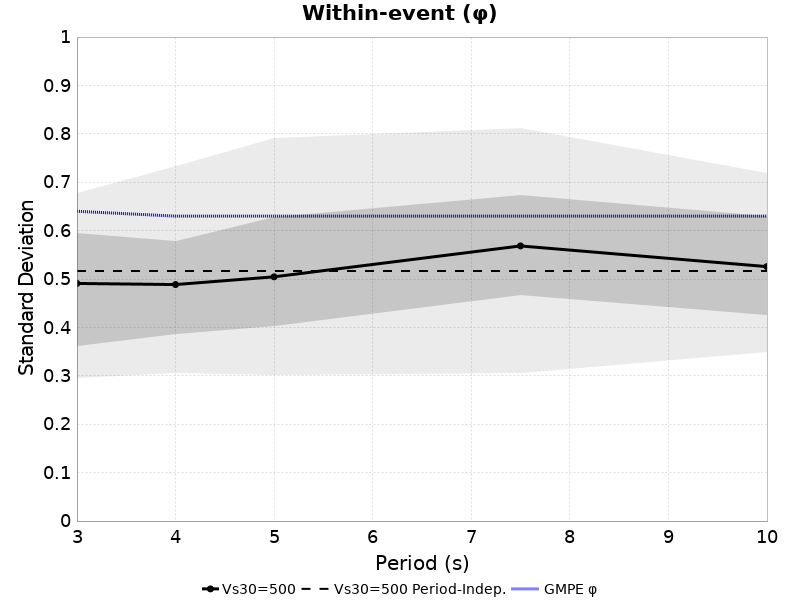 Within-event (φ)
1
0.9
0.8
0.7
0.6
0.5
0.4
0.3
0.2
0.1
0
Standard Deviation
3 4 5 6 7 8 9 10
Period (s)
Vs30=500 Vs30=500 Period-Indep. GMPE φ